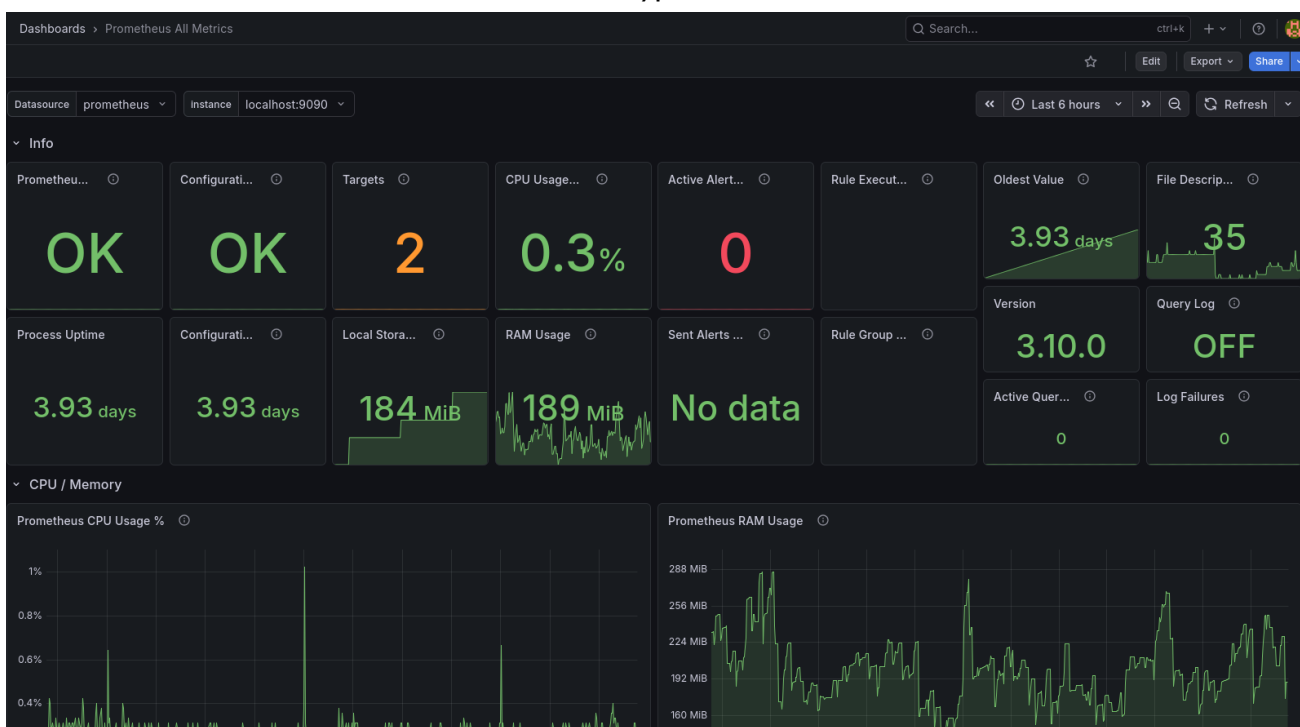 Dashboards › Prometheus All Metrics
Search... ctrl+k
Edit Export Share
Datasource prometheus instance localhost:9090
Last 6 hours Refresh
Info
Prometheu...
OK
Configurati...
OK
Targets
2
CPU Usage...
0.3%
Active Alert...
0
Rule Execut...
Oldest Value
3.93 days
File Descrip...
35
Version
3.10.0
Query Log
OFF
Process Uptime
3.93 days
Configurati...
3.93 days
Local Stora...
184 MiB
RAM Usage
189 MiB
Sent Alerts ...
No data
Rule Group ...
Active Quer...
0
Log Failures
0
CPU / Memory
Prometheus CPU Usage %
1%
0.8%
0.6%
0.4%
Prometheus RAM Usage
288 MiB
256 MiB
224 MiB
192 MiB
160 MiB